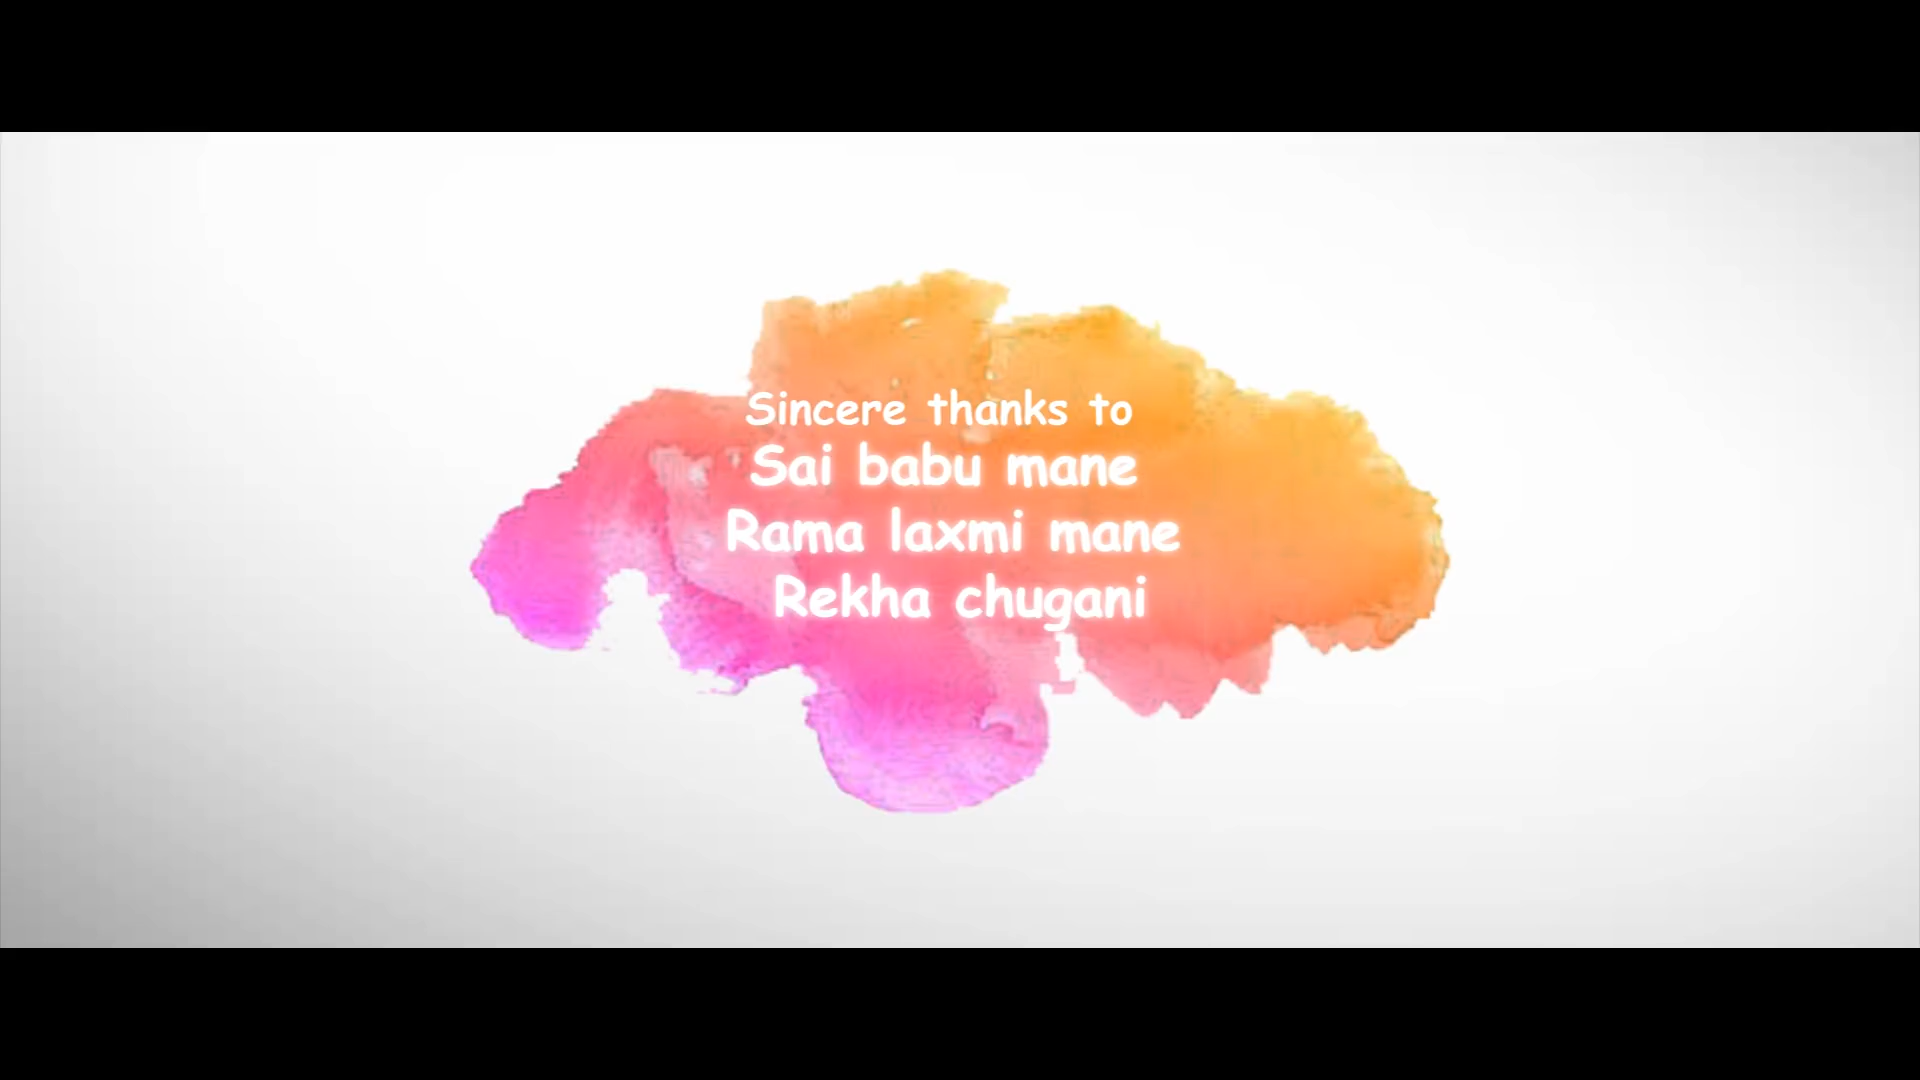 Sincere thanks to
Sai babu mane
Rama laxmi mane
Rekha chugani